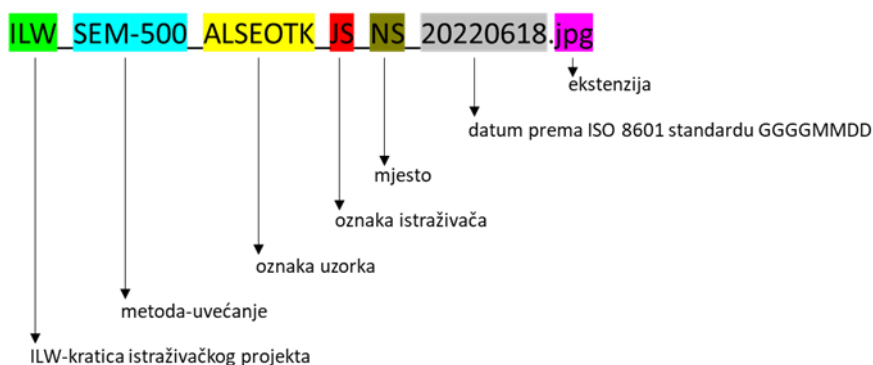 ILW_SEM-500_ALSEOTK_JS_NS_20220618.jpg
ekstenzija
datum prema ISO 8601 standardu GGGGMMDD
mjesto
oznaka istraživača
oznaka uzorka
metoda-uvećanje
ILW-kratica istraživačkog projekta